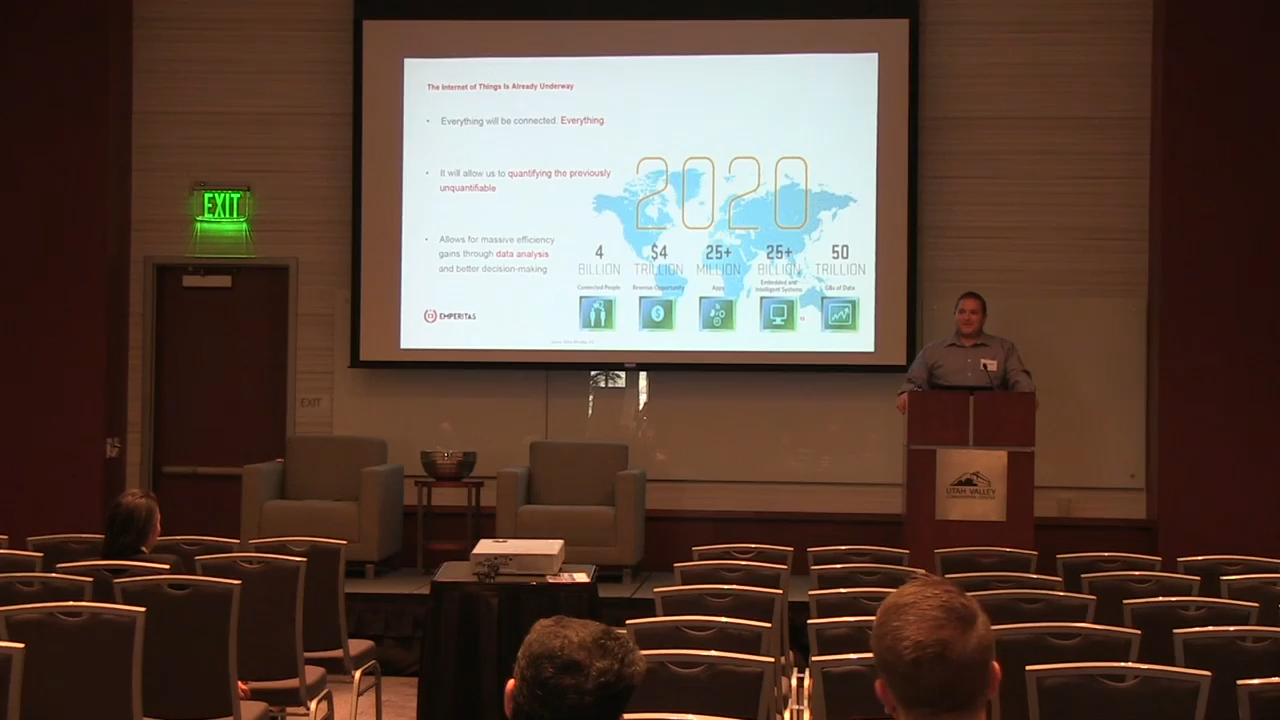 The Internet of Things Is Already Underway
• Everything will be connected. Everything.
• It will allow us to quantifying the previously
unquantifiable
• Allows for massive efficiency
gains through data analysis
and better decision-making
2020
4
BILLION
Connected People
$4
TRILLION
Revenue Opportunity
25+
MILLION
Apps
25+
BILLION
Embedded and
Intelligent Systems
50
TRILLION
GBs of Data
EMPERITAS
EXIT
EXIT
UTAH VALLEY
CONVENTION CENTER